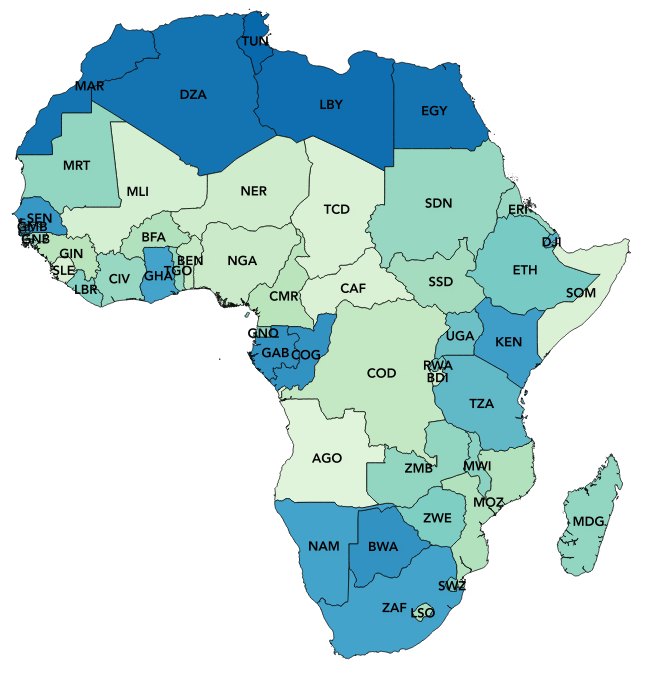 TUN
MAR
DZA
LBY
EGY
MRT
MLI
NER
TCD
SDN
ERI
SEN
GMB
GNB
BFA
DJI
GIN
BEN
NGA
ETH
SLE
CIV
GHA
TGO
SSD
LBR
CMR
CAF
SOM
GNQ
UGA
KEN
GAB
COG
RWA
COD
BDI
TZA
AGO
ZMB
MWI
MOZ
ZWE
MDG
NAM
BWA
SWZ
ZAF
LSO